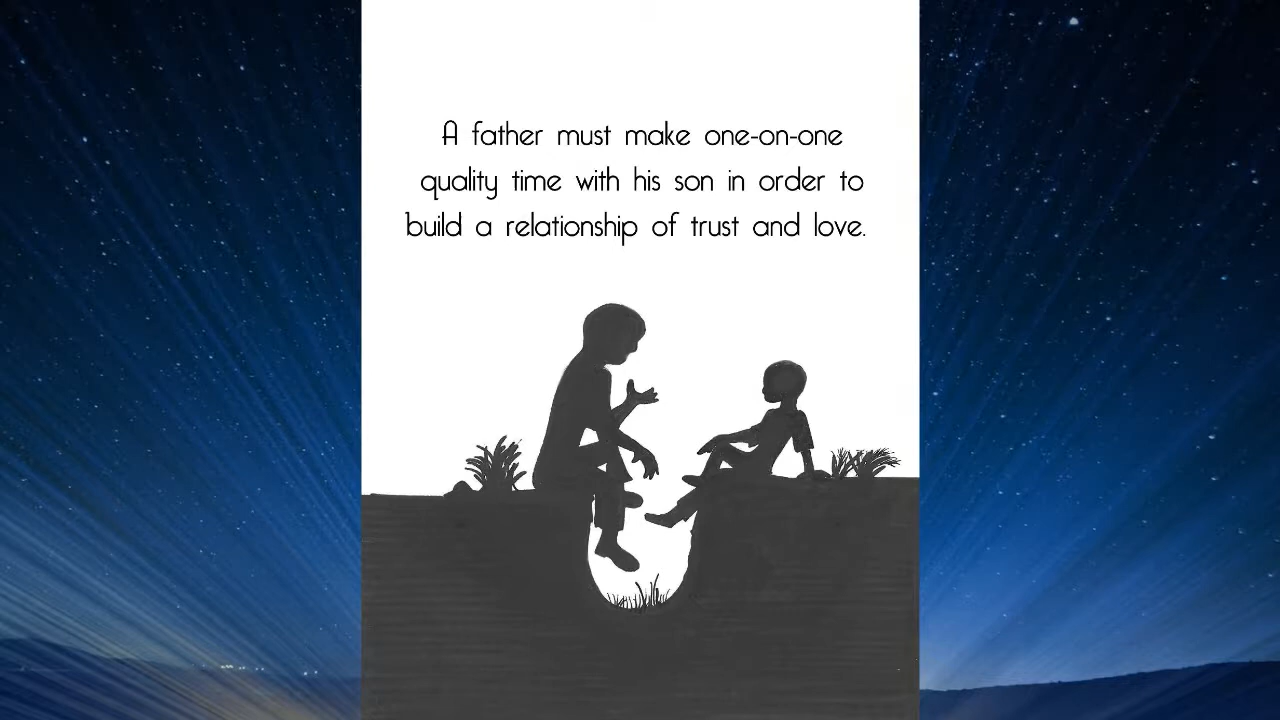 A father must make one-on-one
quality time with his son in order to
build a relationship of trust and love.